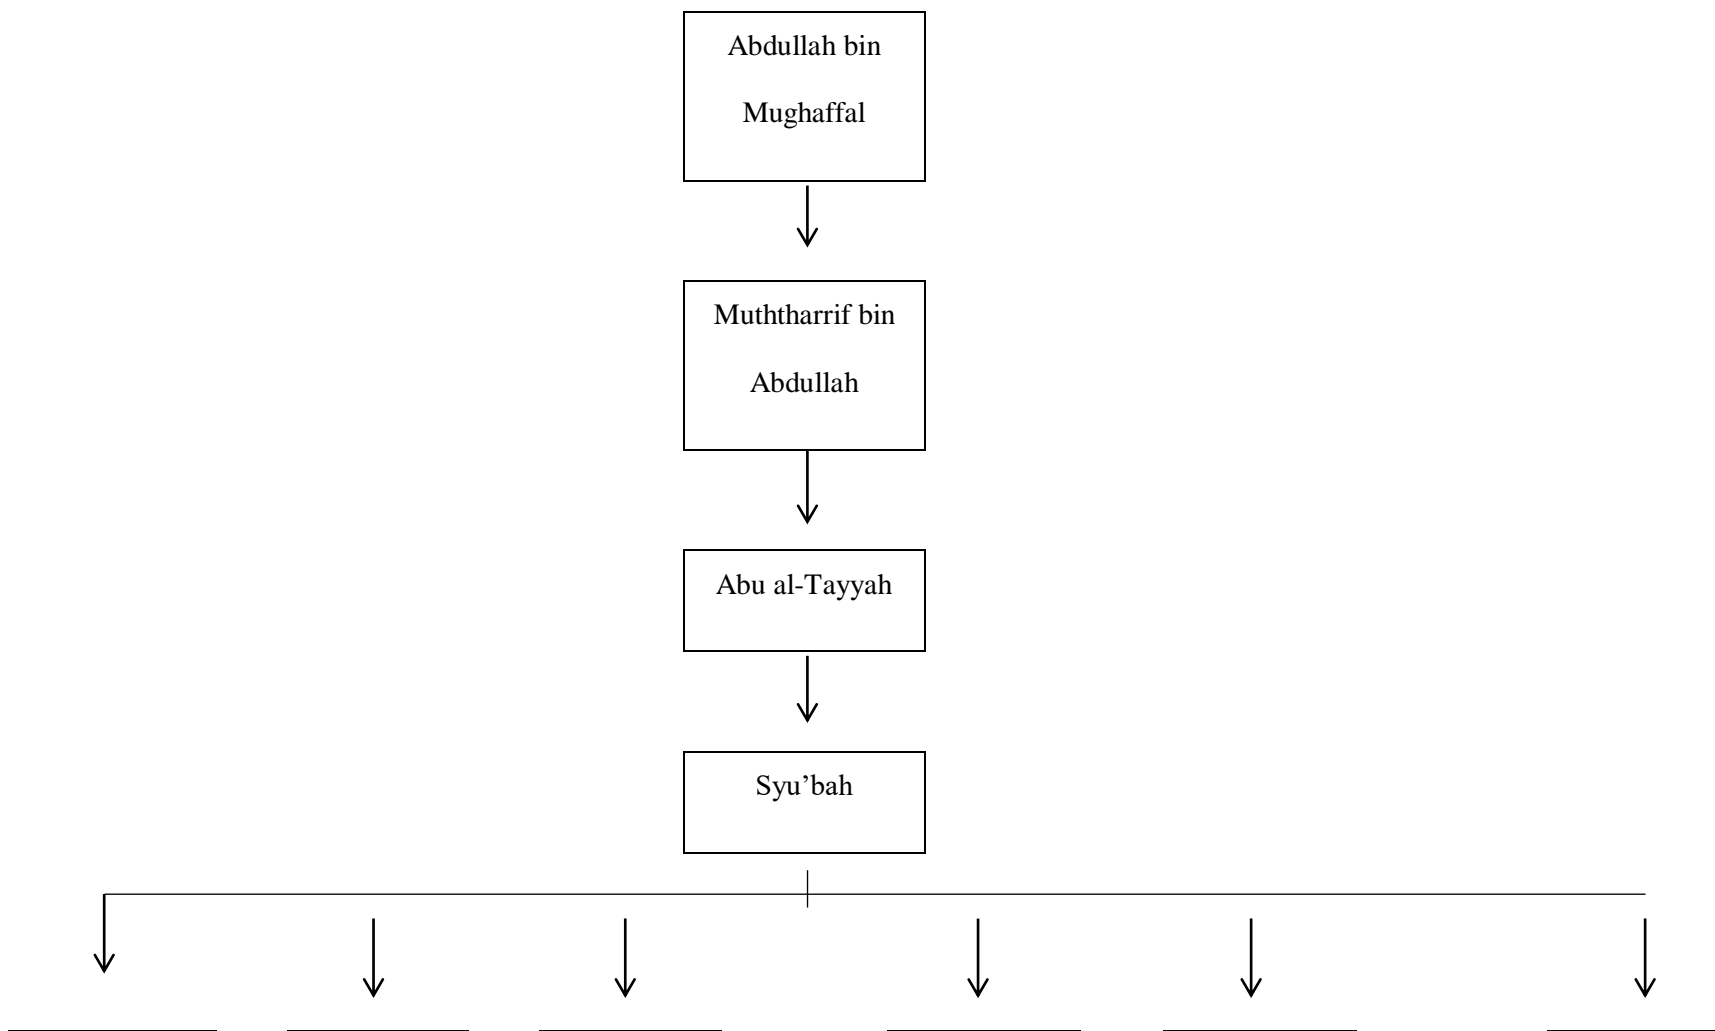 Abdullah bin
Mughaffal
Muththarrif bin
Abdullah
Abu al-Tayyah
Syu’bah